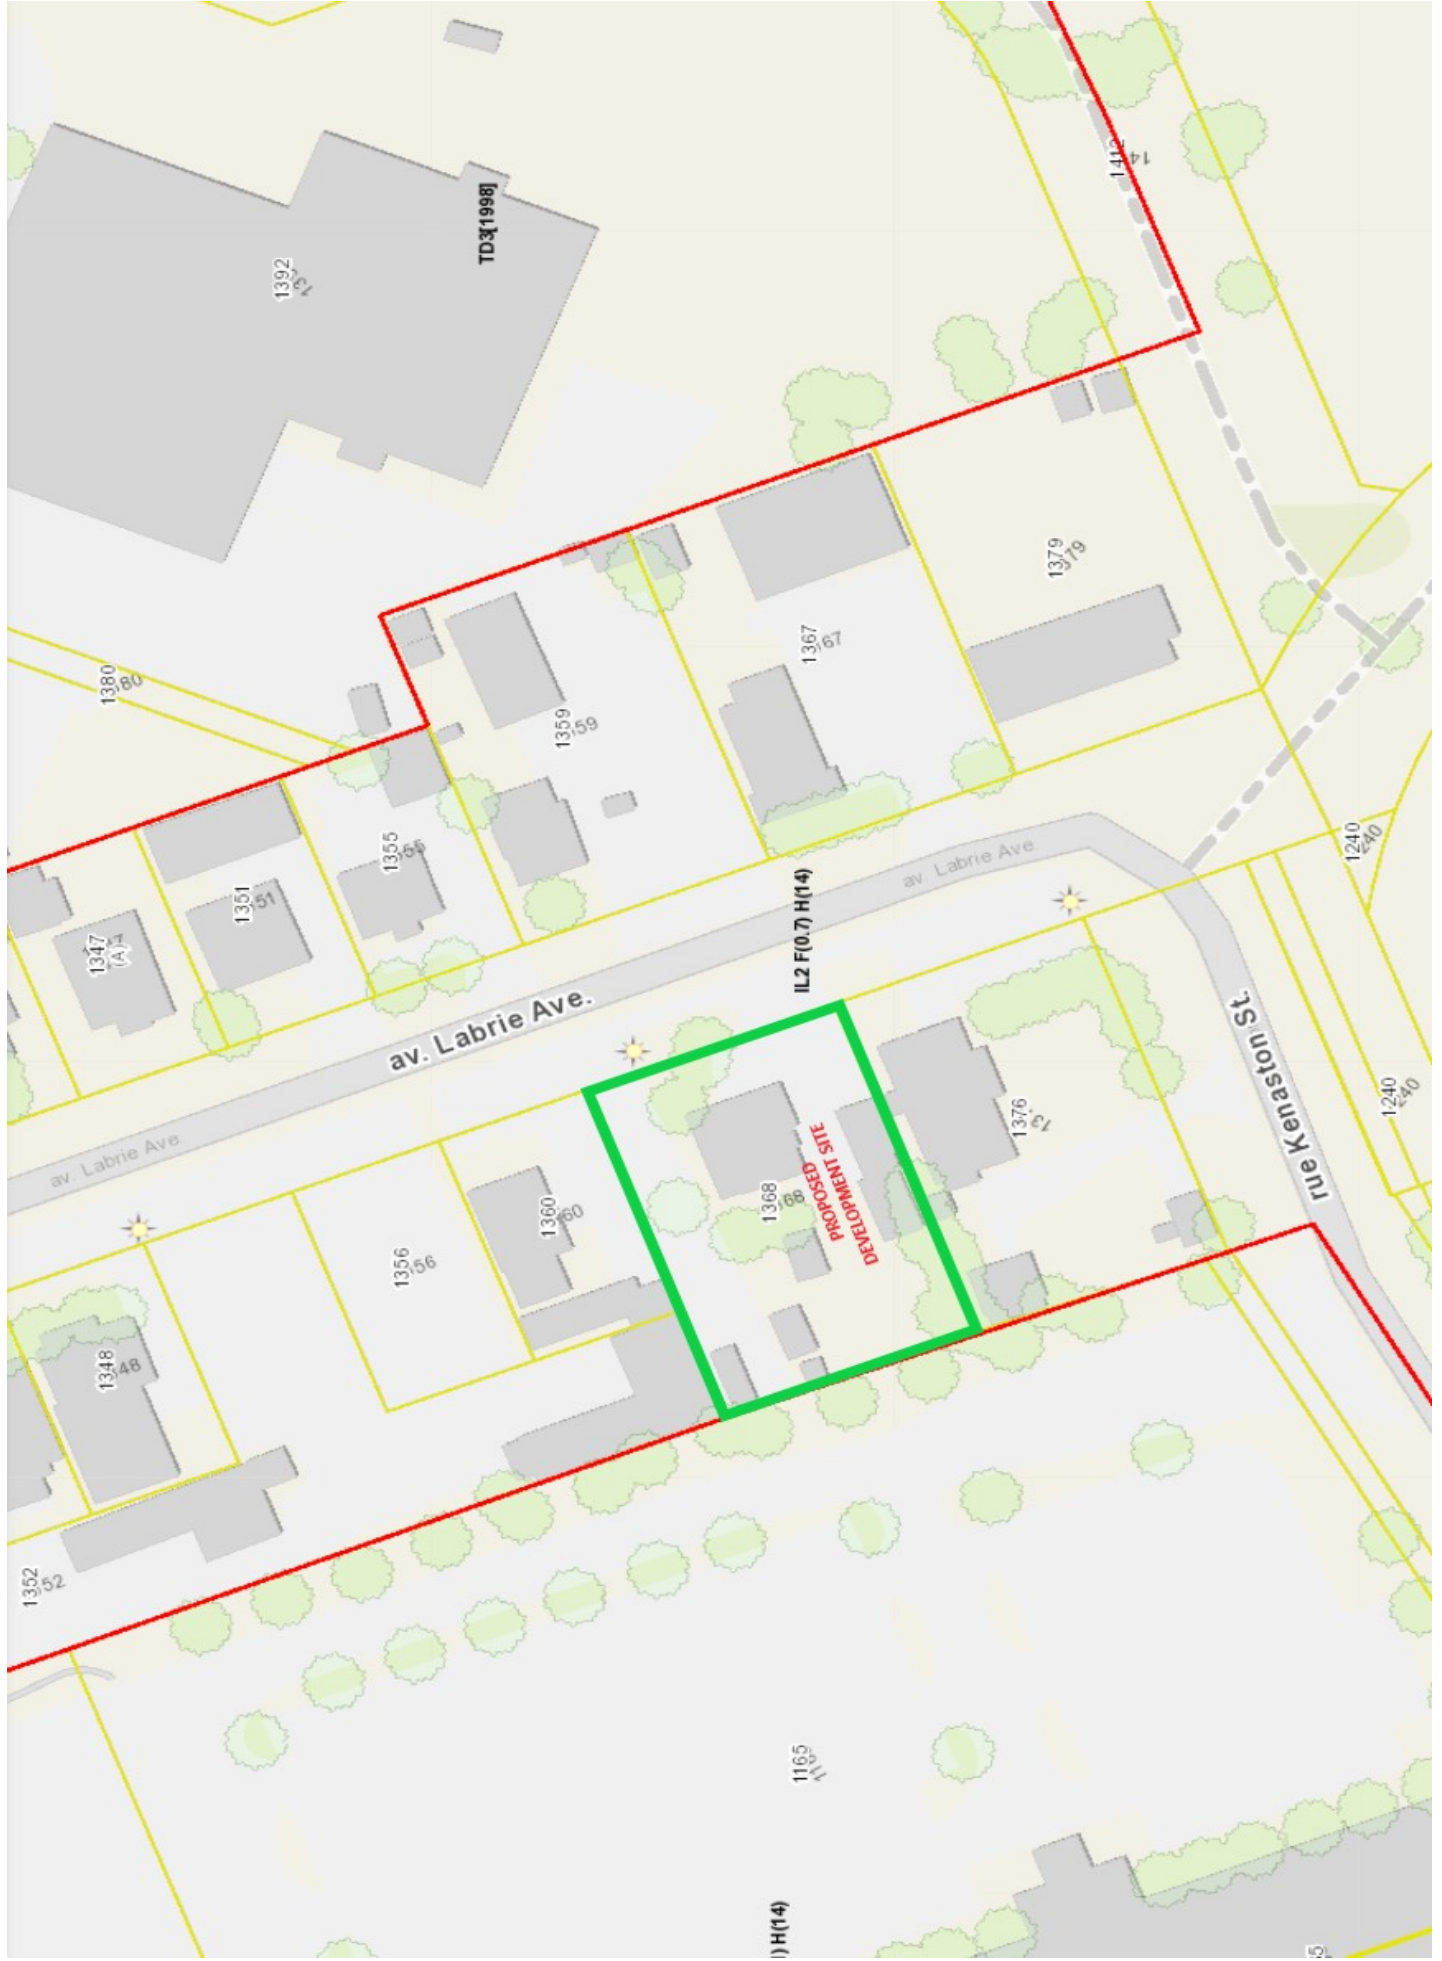 TD3[1998]
1392
1412
1380
1379
1367
1359
1355
1351
1347
(A)
av. Labrie Ave.
IL2 F(0.7) H(14)
av. Labrie Ave.
av. Labrie Ave.
1240
1240
rue Kenaston St.
1376
1368
PROPOSED
DEVELOPMENT SITE
1360
1356
1348
1352
1165
) H(14)